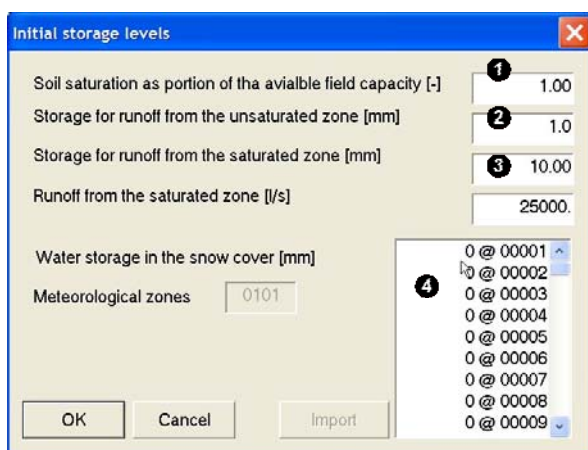 Initial storage levels
Soil saturation as portion of tha avialble field capacity [-]
1
1.00
Storage for runoff from the unsaturated zone [mm]
2
1.0
Storage for runoff from the saturated zone [mm]
3
10.00
Runoff from the saturated zone [l/s]
25000.
Water storage in the snow cover [mm]
Meteorological zones
0101
4
0 @ 00001
0 @ 00002
0 @ 00003
0 @ 00004
0 @ 00005
0 @ 00006
0 @ 00007
0 @ 00008
0 @ 00009
OK
Cancel
Import